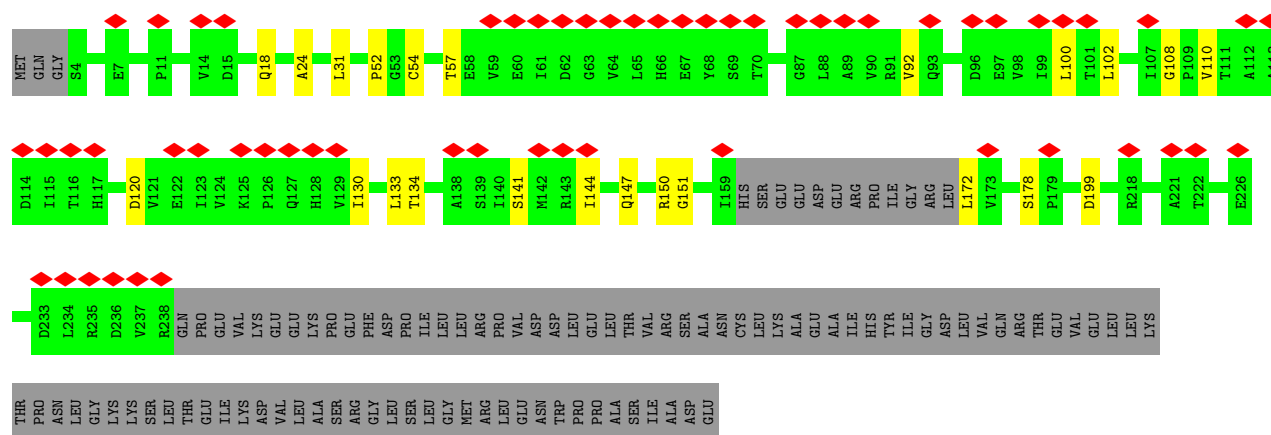 MET GLN GLY S4 E7 P11 V14 D15 Q18 A24 L31 P52 G53 C54 T57 E58 V59 E60 I61 D62 G63 V64 L65 H66 E67 Y68 S69 T70 G87 L88 A89 V90 R91 V92 Q93 D96 E97 V98 I99 L100 T101 L102 I107 G108 P109 V110 T111 A112
D114 I115 T116 H117 D120 V121 E122 I123 V124 K125 P126 Q127 H128 V129 I130 L133 T134 A138 S139 I140 S141 M142 R143 I144 Q147 R150 G151 I159 HIS SER GLU GLU ASP GLU ARG PRO ILE GLY ARG LEU L172 V173 S178 P179 D199 R218 A221 T222 E226
D233 L234 R235 D236 V237 R238 GLN PRO GLU VAL LYS GLU GLU LYS PRO GLU PHE ASP PRO ILE LEU LEU ARG PRO VAL ASP ASP LEU GLU LEU THR VAL ARG SER ALA ASN CYS LEU LYS ALA GLU ALA ILE HIS TYR ILE GLY ASP LEU VAL GLN ARG THR GLU VAL GLU LEU LEU LYS
THR PRO ASN LEU GLY LYS LYS SER LEU THR GLU ILE LYS ASP VAL LEU ALA SER ARG GLY LEU SER LEU GLY MET ARG LEU GLU ASN TRP PRO PRO ALA SER ILE ALA ASP GLU